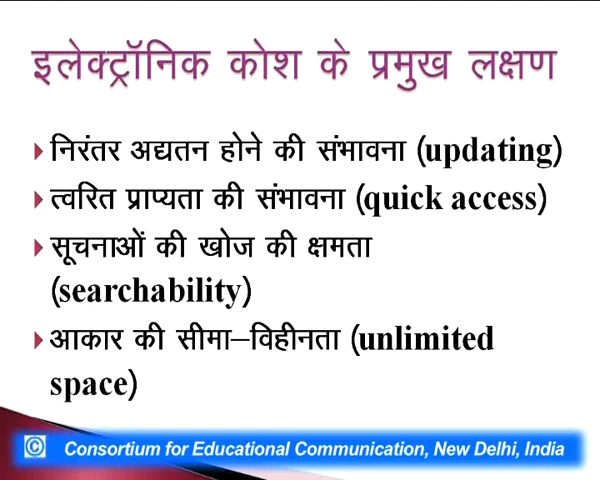 इलेक्ट्रॉनिक कोश के प्रमुख लक्षण
निरंतर अद्यतन होने की संभावना (updating)
त्वरित प्राप्यता की संभावना (quick access)
सूचनाओं की खोज की क्षमता
(searchability)
आकार की सीमा–विहीनता (unlimited
space)
© Consortium for Educational Communication, New Delhi, India